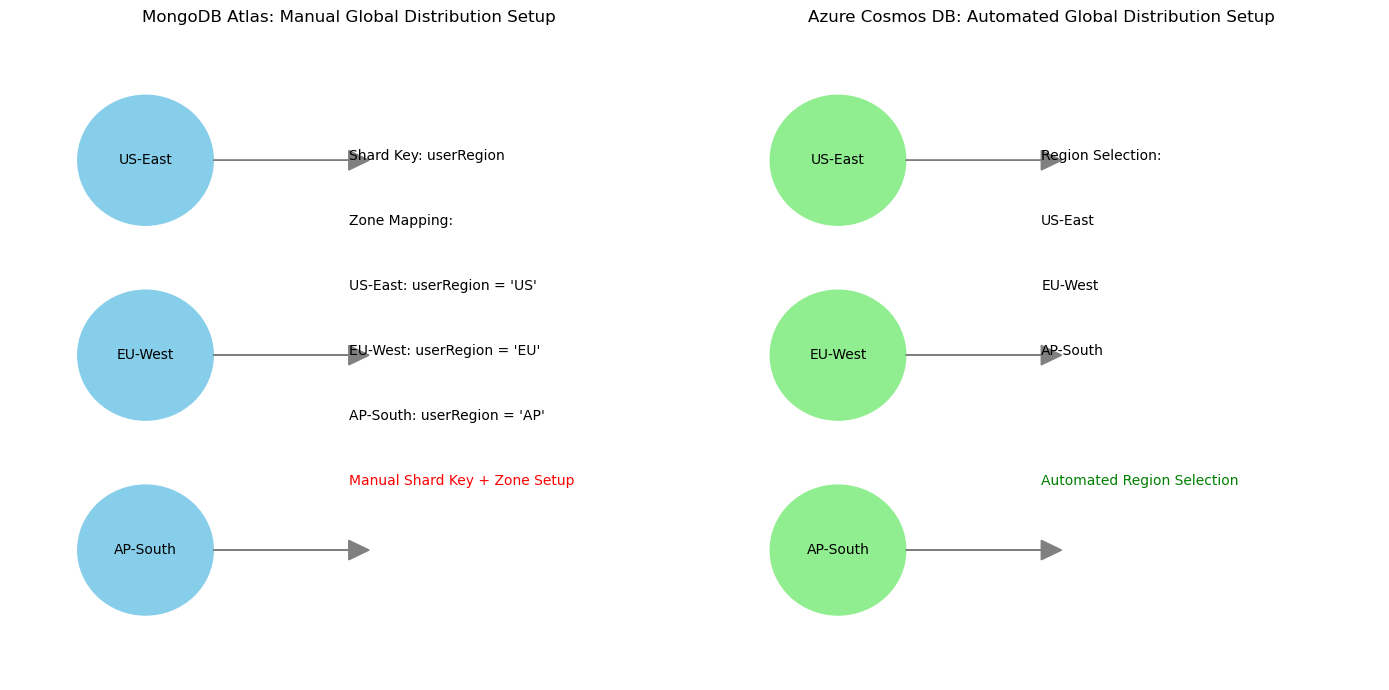 MongoDB Atlas: Manual Global Distribution Setup
US-East
Shard Key: userRegion
Zone Mapping:
US-East: userRegion = 'US'
EU-West
EU-West: userRegion = 'EU'
AP-South: userRegion = 'AP'
Manual Shard Key + Zone Setup
AP-South
Azure Cosmos DB: Automated Global Distribution Setup
US-East
Region Selection:
US-East
EU-West
EU-West
AP-South
Automated Region Selection
AP-South